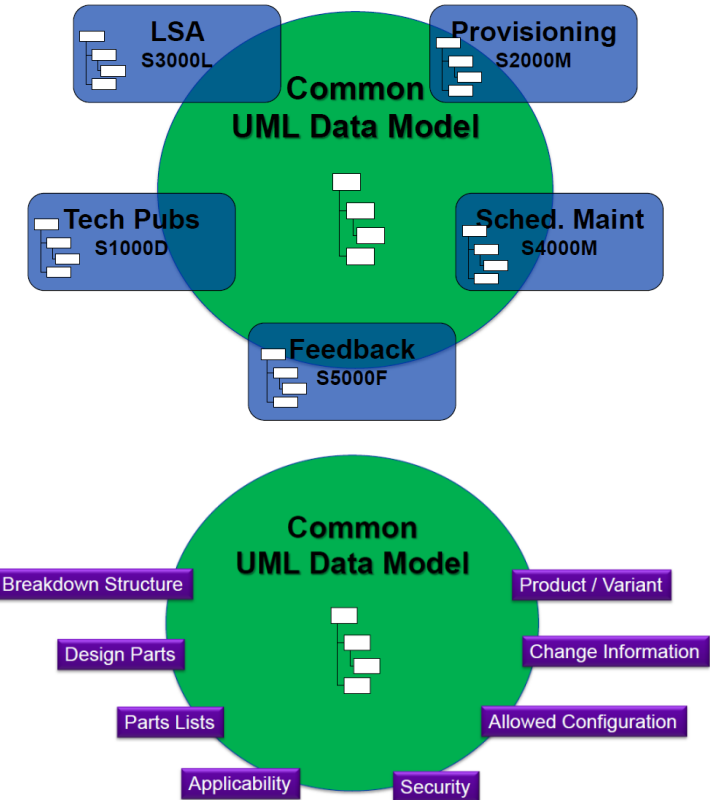 LSA
S3000L
Provisioning
S2000M
Common
UML Data Model
Tech Pubs
S1000D
Sched. Maint
S4000M
Feedback
S5000F
Common
UML Data Model
Breakdown Structure
Product / Variant
Design Parts
Change Information
Parts Lists
Allowed Configuration
Applicability
Security